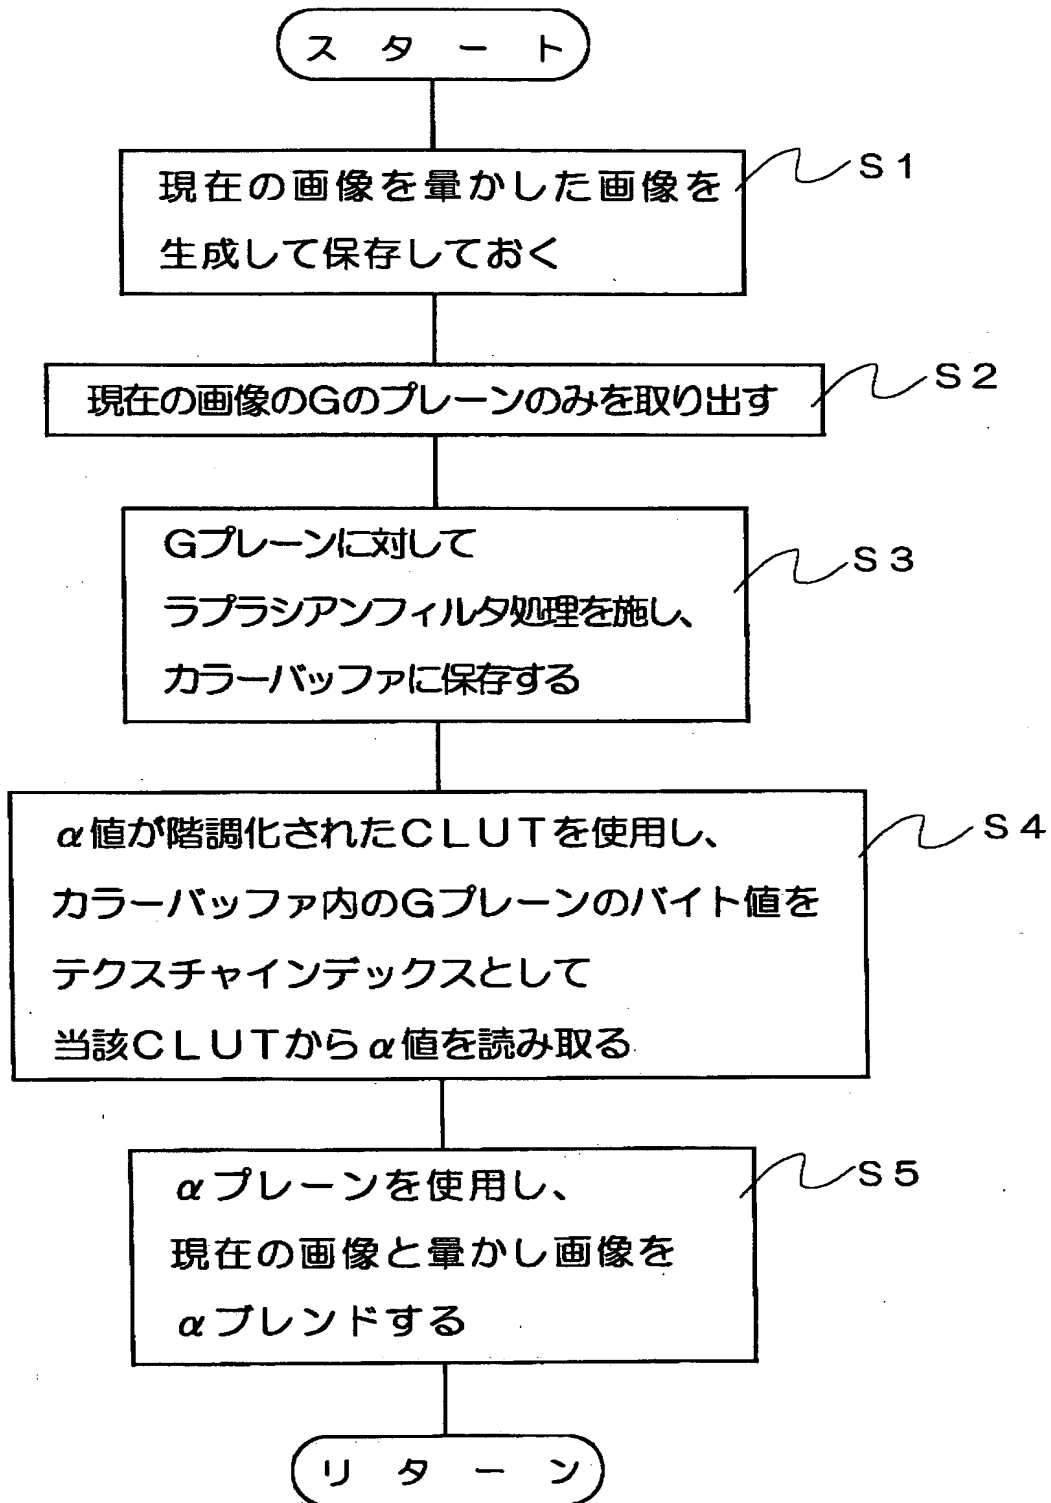 スタート
現在の画像を暈かした画像を
S1
生成して保存しておく
現在の画像のGのプレーンのみを取り出す
S2
Gプレーンに対して
S3
ラプラシアンフィルタ処理を施し、
カラーバッファに保存する
α値が階調化されたCLUTを使用し、
S4
カラーバッファ内のGプレーンのバイト値を
テクスチャインデックスとして
当該CLUTからα値を読み取る
αプレーンを使用し、
S5
現在の画像と暈かし画像を
αブレンドする
リターン